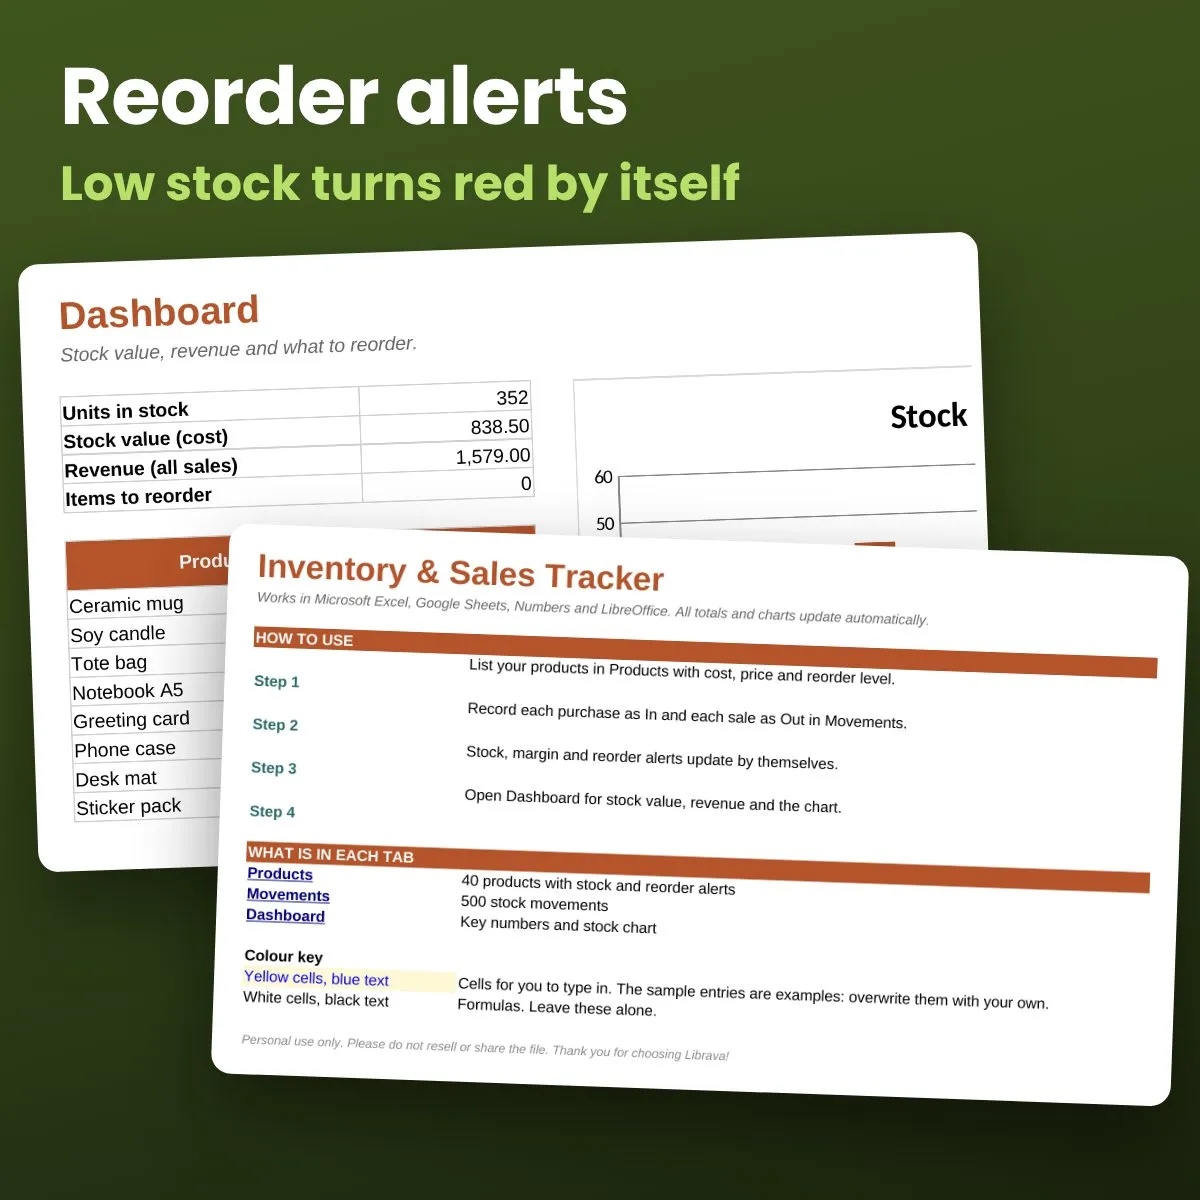 Reorder alerts
Low stock turns red by itself
Dashboard
Stock value, revenue and what to reorder.
Units in stock 352
Stock value (cost) 838.50
Revenue (all sales) 1,579.00
Items to reorder 0
Stock
60
50
Produ
Ceramic mug
Soy candle
Tote bag
Notebook A5
Greeting card
Phone case
Desk mat
Sticker pack
Inventory & Sales Tracker
Works in Microsoft Excel, Google Sheets, Numbers and LibreOffice. All totals and charts update automatically.
HOW TO USE
Step 1 List your products in Products with cost, price and reorder level.
Step 2 Record each purchase as In and each sale as Out in Movements.
Step 3 Stock, margin and reorder alerts update by themselves.
Step 4 Open Dashboard for stock value, revenue and the chart.
WHAT IS IN EACH TAB
Products 40 products with stock and reorder alerts
Movements 500 stock movements
Dashboard Key numbers and stock chart
Colour key
Yellow cells, blue text Cells for you to type in. The sample entries are examples: overwrite them with your own.
White cells, black text Formulas. Leave these alone.
Personal use only. Please do not resell or share the file. Thank you for choosing Librava!